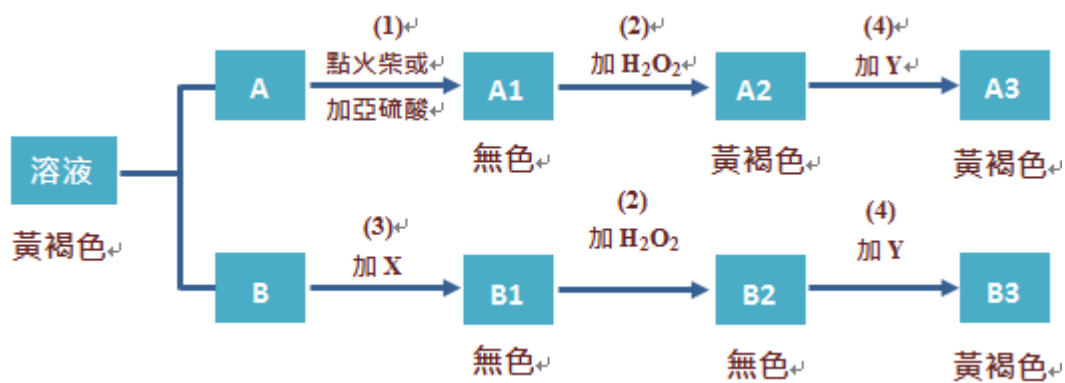 (1)
點火柴或
加亞硫酸
(2)
加 H₂O₂
(4)
加 Y
A
A1
A2
A3
無色
黃褐色
黃褐色
溶液
黃褐色
(3)
加 X
(2)
加 H₂O₂
(4)
加 Y
B
B1
B2
B3
無色
無色
黃褐色